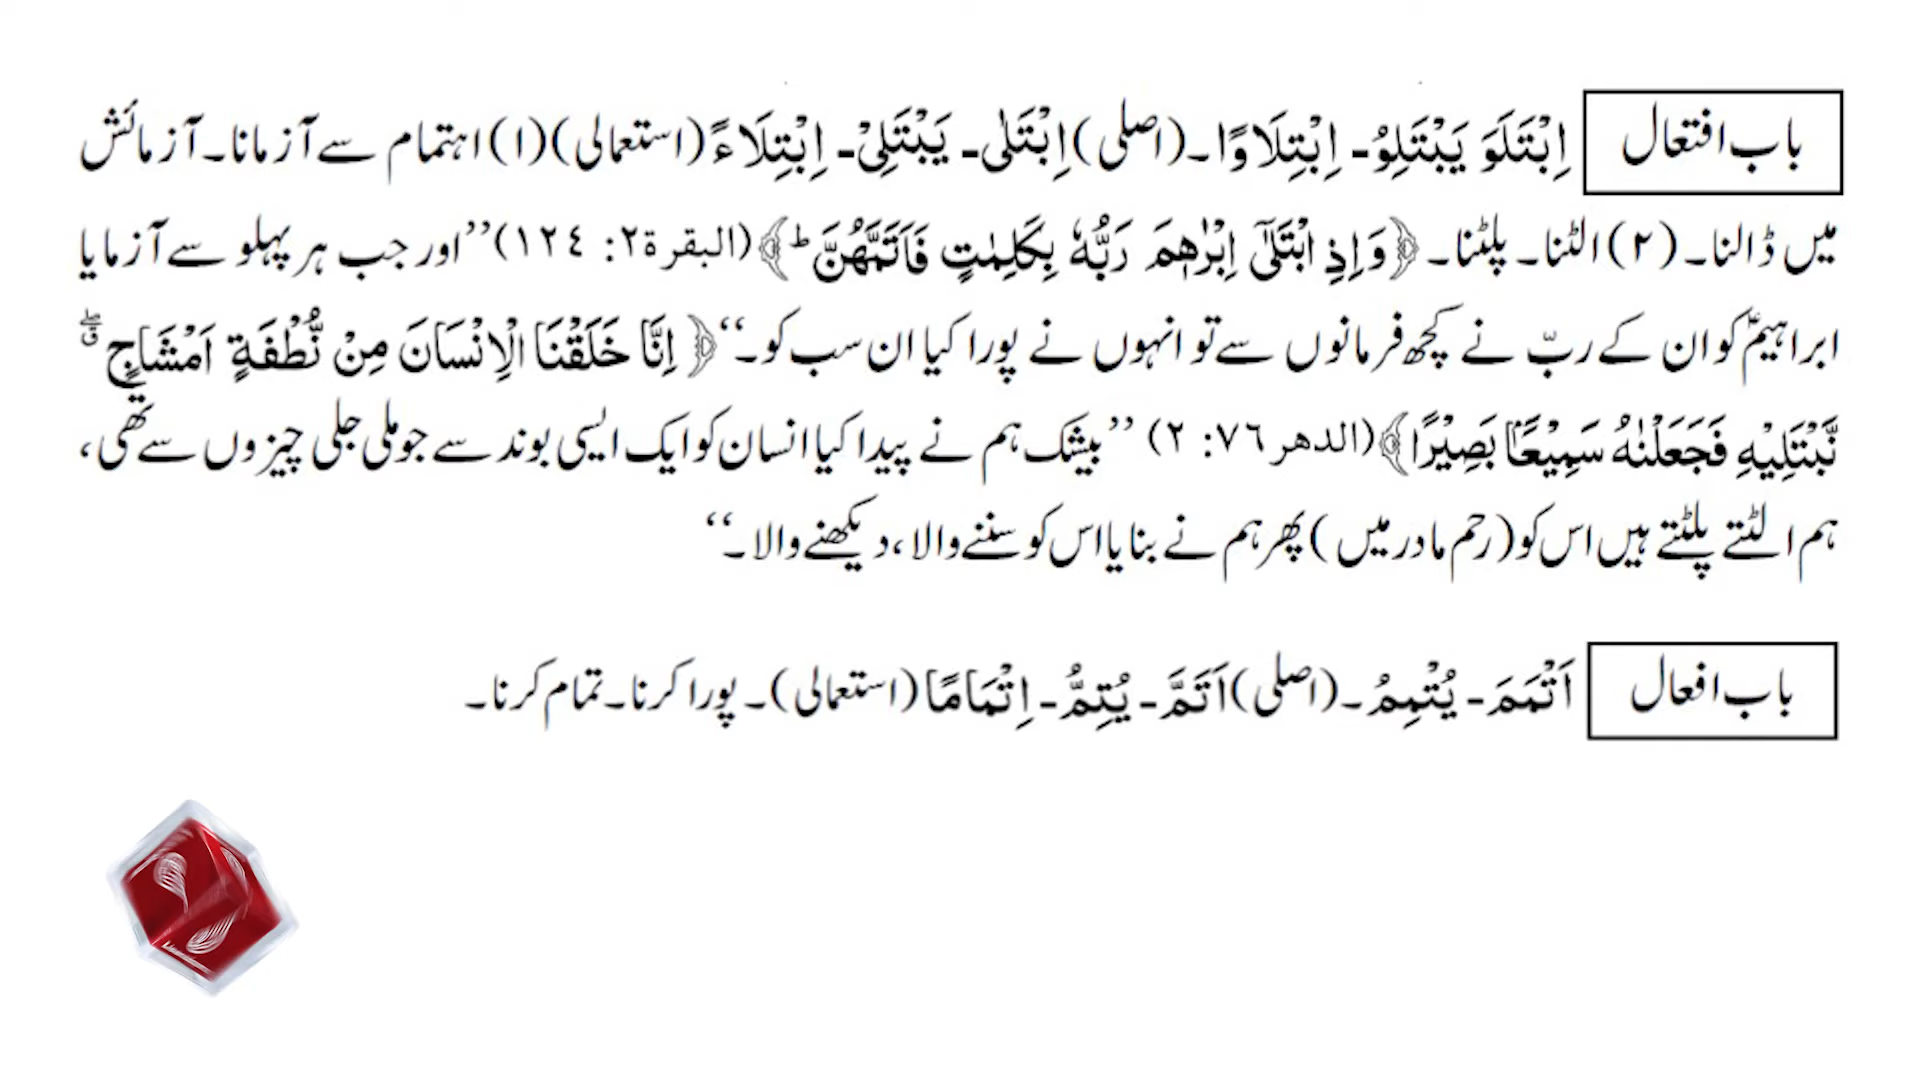 باب افتعال اِبْتَلَوَ یَبْتَلِوُ۔ اِبْتِلَاوًا۔ (اصلی) اِبْتَلٰی۔ یَبْتَلِیْ۔ اِبْتِلَاءً (استعمالی) (۱) اہتمام سے آزمانا۔ آزمائش
میں ڈالنا۔ (۲) الٹنا۔ پلٹنا۔ ﴿وَاِذِ ابْتَلٰٓی اِبْرٰهٖمَ رَبُّهٗ بِکَلِمٰتٍ فَاَتَمَّهُنَّ ؕ﴾ (البقرة۲: ۱۲٤) ’’اور جب ہر پہلو سے آزمایا
ابراہیمؑ کو ان کے ربّ نے کچھ فرمانوں سے تو انہوں نے پورا کیا ان سب کو۔‘‘ ﴿اِنَّا خَلَقْنَا الْاِنْسَانَ مِنْ نُّطْفَةٍ اَمْشَاجٍ ۖۗ
نَّبْتَلِیْهِ فَجَعَلْنٰهُ سَمِیْعًۢا بَصِیْرًا﴾ (الدهر ۷٦: ۲) ’’بیشک ہم نے پیدا کیا انسان کو ایک ایسی بوند سے جو ملی جلی چیزوں سے تھی،
ہم الٹتے پلٹتے ہیں اس کو (رحم مادر میں) پھر ہم نے بنایا اس کو سننے والا، دیکھنے والا۔‘‘
باب افعال اَتْمَمَ۔ یُتْمِمُ۔ (اصلی) اَتَمَّ۔ یُتِمُّ۔ اِتْمَامًا (استعمالی)۔ پورا کرنا۔ تمام کرنا۔